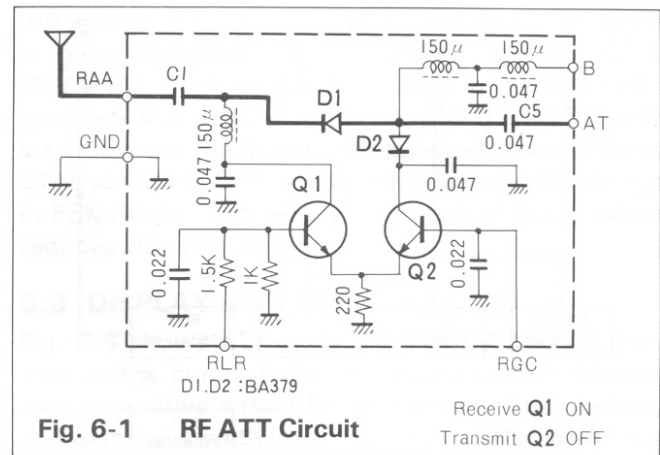 150μ 150μ
RAA C1 B
0.047 C5
D1 AT
0.047
GND D2
150μ
0.047 0.047
Q1
Q2
0.022 1.5K 1K 220 0.022
RLR RGC
D1.D2 :BA379
Receive Q1 ON
Transmit Q2 OFF
Fig. 6-1 RF ATT Circuit